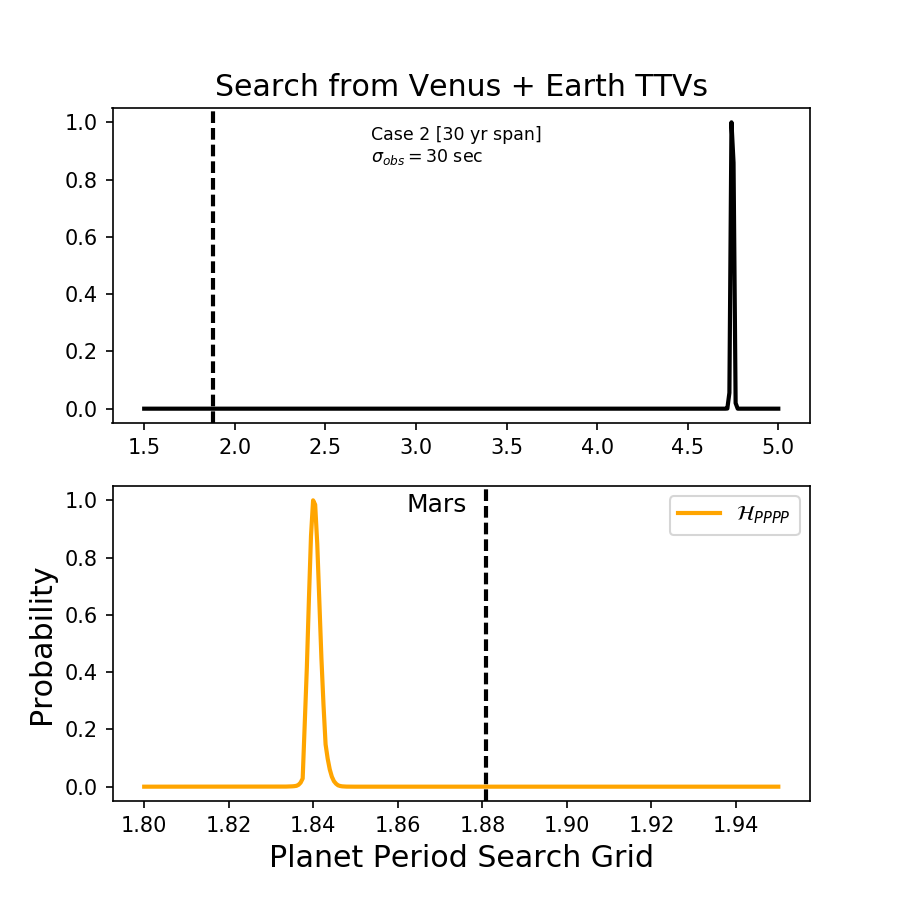 Search from Venus + Earth TTVs
Case 2 [30 yr span]
σobs = 30 sec
1.0
0.8
0.6
0.4
0.2
0.0
1.5 2.0 2.5 3.0 3.5 4.0 4.5 5.0
Mars
ℋPPPP
Probability
1.0
0.8
0.6
0.4
0.2
0.0
1.80 1.82 1.84 1.86 1.88 1.90 1.92 1.94
Planet Period Search Grid